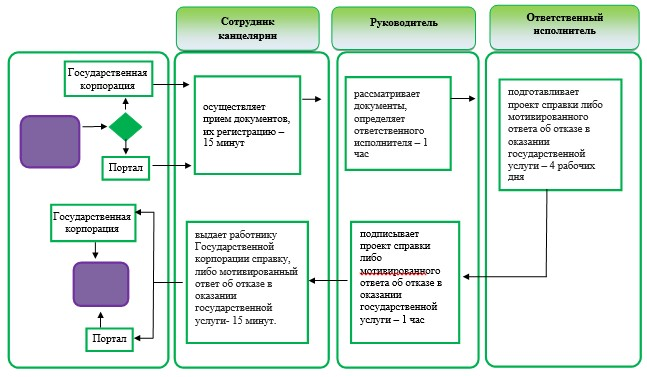 Сотрудник
канцелярии
Руководитель
Ответственный
исполнитель
Государственная
корпорация
Портал
осуществляет
прием документов,
их регистрацию –
15 минут
рассматривает
документы,
определяет
ответственного
исполнителя – 1
час
подготавливает
проект справки либо
мотивированного
ответа об отказе в
оказании
государственной
услуги – 4 рабочих
дня
Государственная
корпорация
Портал
выдает работнику
Государственной
корпорации справку,
либо мотивированный
ответ об отказе в
оказании
государственной
услуги- 15 минут.
подписывает
проект справки
либо
мотивированного
ответа об отказе в
оказании
государственной
услуги – 1 час